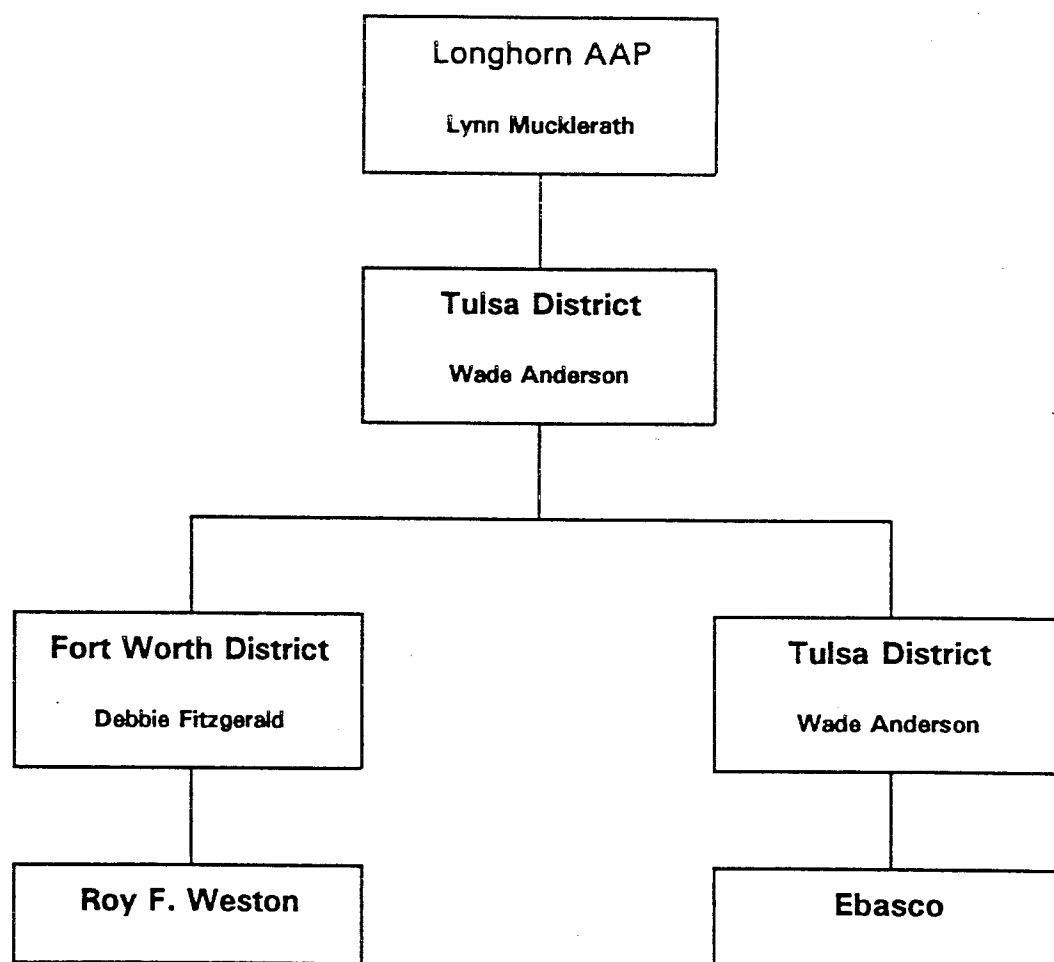 Longhorn AAP
Lynn Mucklerath
Tulsa District
Wade Anderson
Fort Worth District
Debbie Fitzgerald
Tulsa District
Wade Anderson
Roy F. Weston
Ebasco